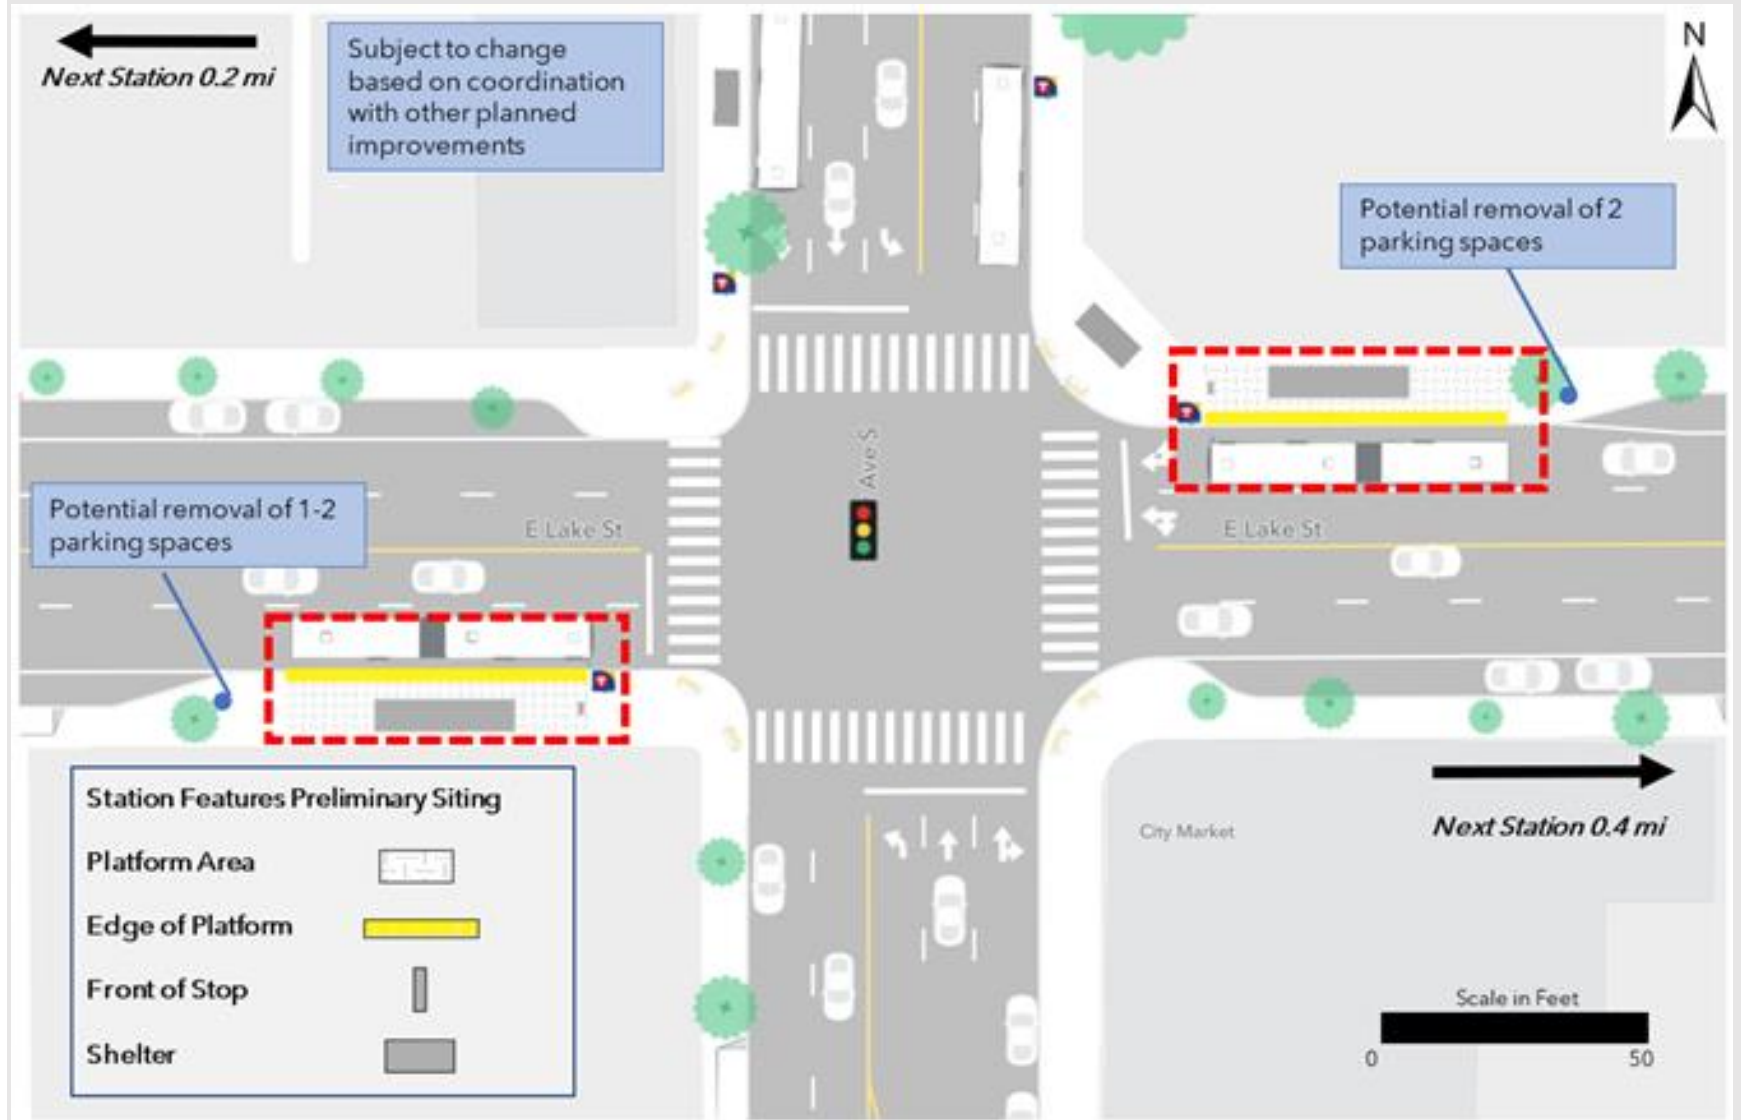 Next Station 0.2 mi
Subject to change
based on coordination
with other planned
improvements
N
Potential removal of 2
parking spaces
Potential removal of 1-2
parking spaces
E Lake St
Ave S
E Lake St
Station Features Preliminary Siting
Platform Area
Edge of Platform
Front of Stop
Shelter
City Market
Next Station 0.4 mi
Scale in Feet
0
50